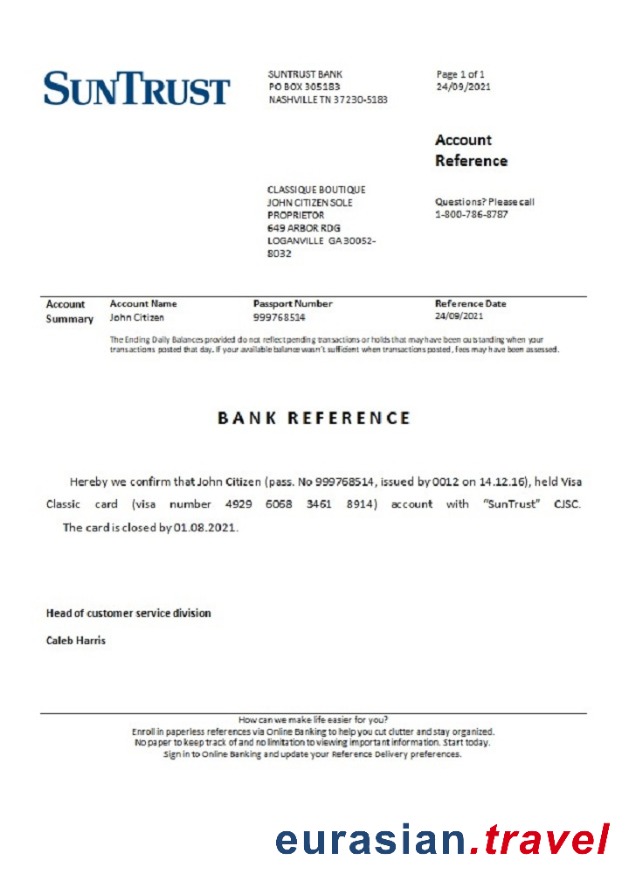 SUNTRUST
SUNTRUST BANK
PO BOX 305183
NASHVILLE TN 37230-5183
Page 1 of 1
24/09/2021
Account
Reference
CLASSIQUE BOUTIQUE
JOHN CITIZEN SOLE
PROPRIETOR
649 ARBOR RDG
LOGANVILLE GA 30052-
8032
Questions? Please call
1-800-786-8787
Account
Summary
Account Name
John Citizen
Passport Number
999768514
Reference Date
24/09/2021
The Ending Daily Balances provided do not reflect pending transactions or holds that may have been outstanding when your
transactions posted that day. If your available balance wasn't sufficient when transactions posted, fees may have been assessed.
BANK REFERENCE
Hereby we confirm that John Citizen (pass. No 999768514, issued by 0012 on 14.12.16), held Visa
Classic card (visa number 4929 6068 3461 8914) account with "SunTrust" CJSC.
The card is closed by 01.08.2021.
Head of customer service division
Caleb Harris
How can we make life easier for you?
Enroll in paperless references via Online Banking to help you cut clutter and stay organized.
No paper to keep track of and no limitation to viewing important information. Start today.
Sign in to Online Banking and update your Reference Delivery preferences.
eurasian.travel